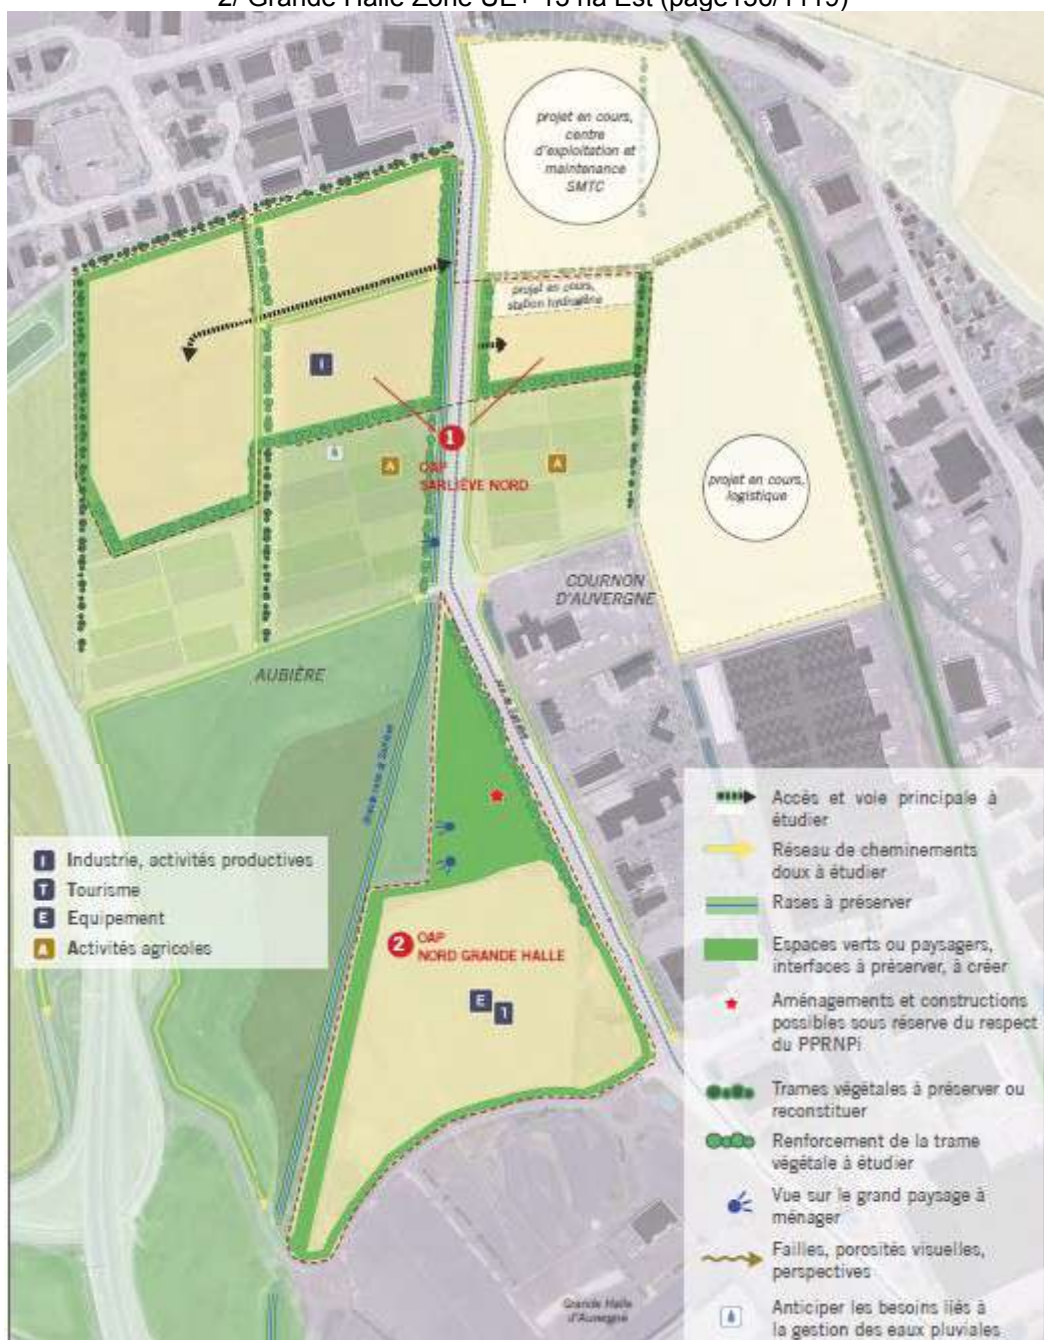 2/ Grande Halle Zone UE+ 15 ha Est (page156/1119)
projet en cours,
centre
d'exploitation et
maintenance
SMTC
projet en cours,
station hydrogène
I
1
A
A
OAP
SARLIÈVE NORD
projet en cours,
logistique
COURNON
D'AUVERGNE
AUBIÈRE
I Industrie, activités productives
T Tourisme
E Equipement
A Activités agricoles
2 OAP
NORD GRANDE HALLE
E
T
Grande Halle
d'Auvergne
Accès et voie principale à
étudier
Réseau de cheminements
doux à étudier
Rases à préserver
Espaces verts ou paysagers,
interfaces à préserver, à créer
Aménagements et constructions
possibles sous réserve du respect
du PPRNPi
Trames végétales à préserver ou
reconstituer
Renforcement de la trame
végétale à étudier
Vue sur le grand paysage à
ménager
Failles, porosités visuelles,
perspectives
Anticiper les besoins liés à
la gestion des eaux pluviales